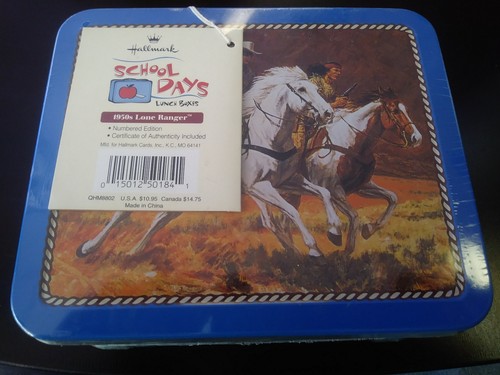 Hallmark
SCHOOL
DAYS
LUNCH BOXES
1950s Lone Ranger™
• Numbered Edition
• Certificate of Authenticity Included
Mfd. for Hallmark Cards, Inc., K.C., MO 64141
0 15012 50184 1
QHM8802 U.S.A. $10.95 Canada $14.75
Made in China